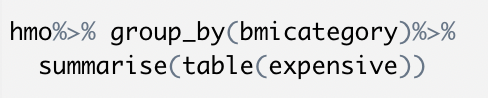 hmo%>% group_by(bmicategory)%>%
  summarise(table(expensive))